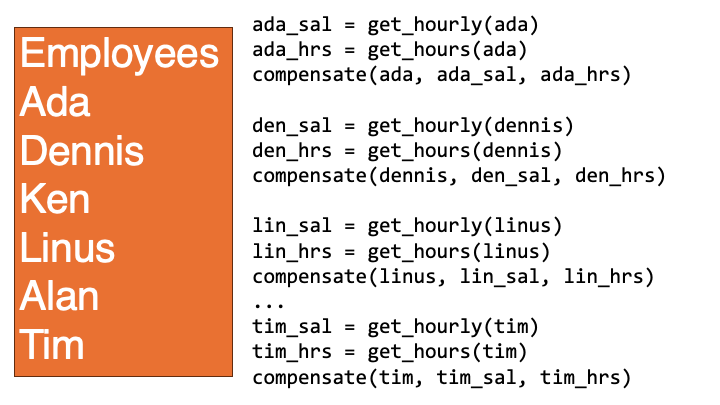 Employees
Ada
Dennis
Ken
Linus
Alan
Tim
ada_sal = get_hourly(ada)
ada_hrs = get_hours(ada)
compensate(ada, ada_sal, ada_hrs)
den_sal = get_hourly(dennis)
den_hrs = get_hours(dennis)
compensate(dennis, den_sal, den_hrs)
lin_sal = get_hourly(linus)
lin_hrs = get_hours(linus)
compensate(linus, lin_sal, lin_hrs)
...
tim_sal = get_hourly(tim)
tim_hrs = get_hours(tim)
compensate(tim, tim_sal, tim_hrs)